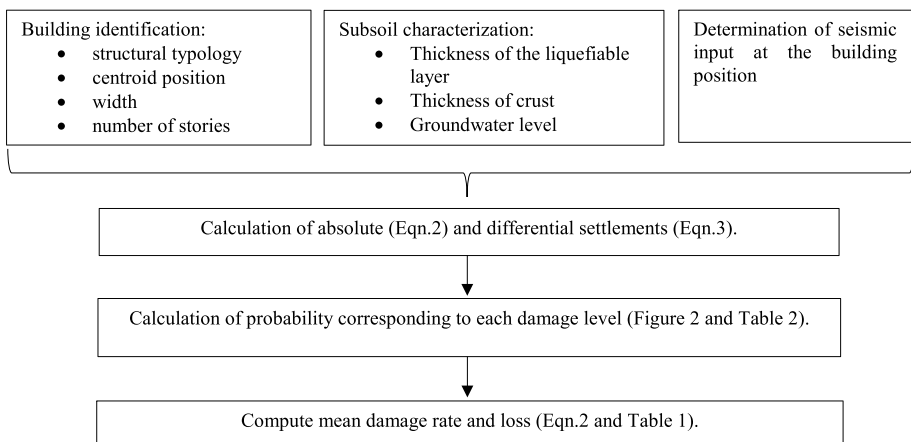 Building identification:
• structural typology
• centroid position
• width
• number of stories
Subsoil characterization:
• Thickness of the liquefiable
layer
• Thickness of crust
• Groundwater level
Determination of seismic
input at the building
position
Calculation of absolute (Eqn.2) and differential settlements (Eqn.3).
Calculation of probability corresponding to each damage level (Figure 2 and Table 2).
Compute mean damage rate and loss (Eqn.2 and Table 1).